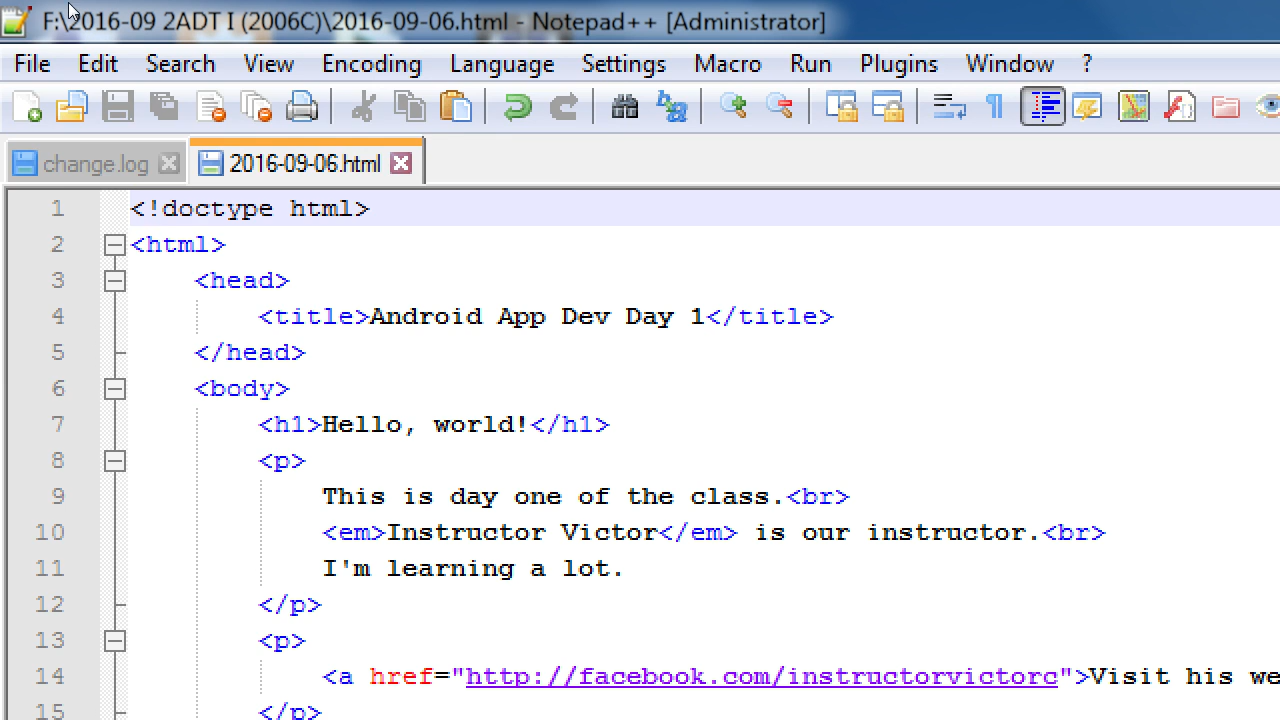 F:\2016-09 2ADT I (2006C)\2016-09-06.html - Notepad++ [Administrator]
File Edit Search View Encoding Language Settings Macro Run Plugins Window ?
change.log 2016-09-06.html
1 <!doctype html>
2 <html>
3 <head>
4 <title>Android App Dev Day 1</title>
5 </head>
6 <body>
7 <h1>Hello, world!</h1>
8 <p>
9 This is day one of the class.<br>
10 <em>Instructor Victor</em> is our instructor.<br>
11 I'm learning a lot.
12 </p>
13 <p>
14 <a href="http://facebook.com/instructorvictorc">Visit his we
15 </p>